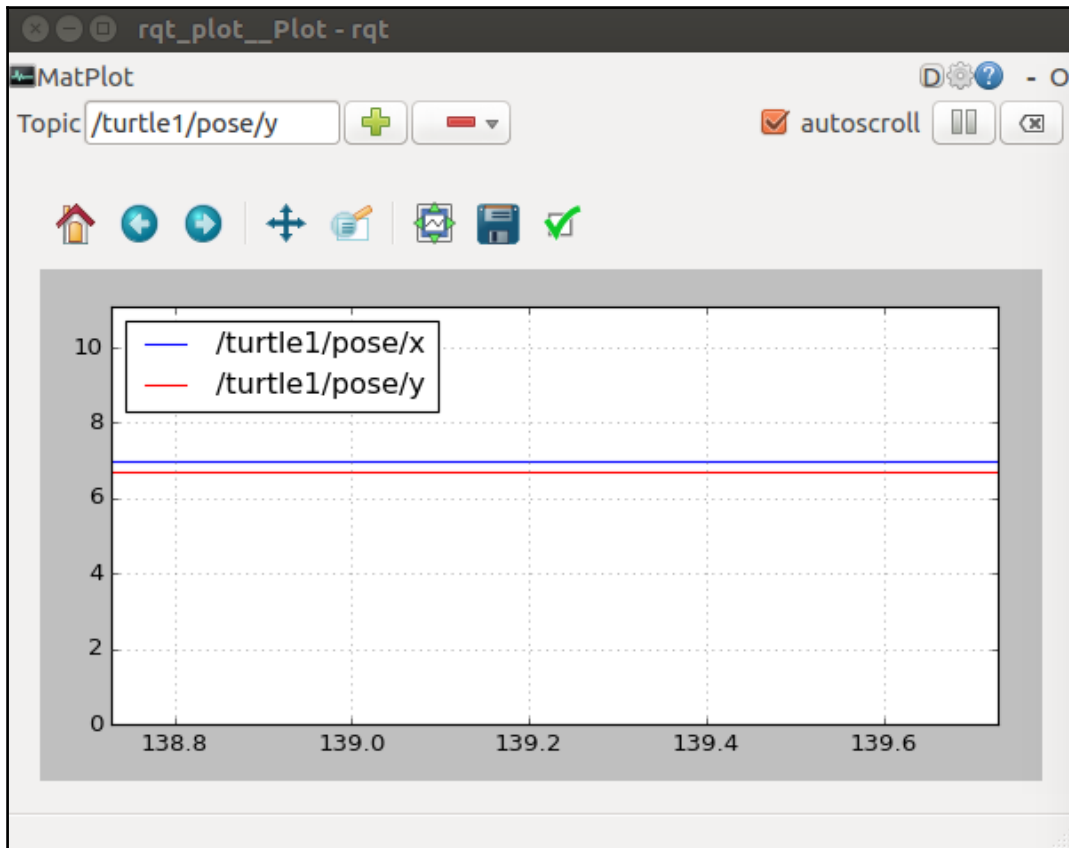 rqt_plot__Plot - rqt
MatPlot
D ? - O
Topic /turtle1/pose/y autoscroll
/turtle1/pose/x
/turtle1/pose/y
10
8
6
4
2
0
138.8 139.0 139.2 139.4 139.6